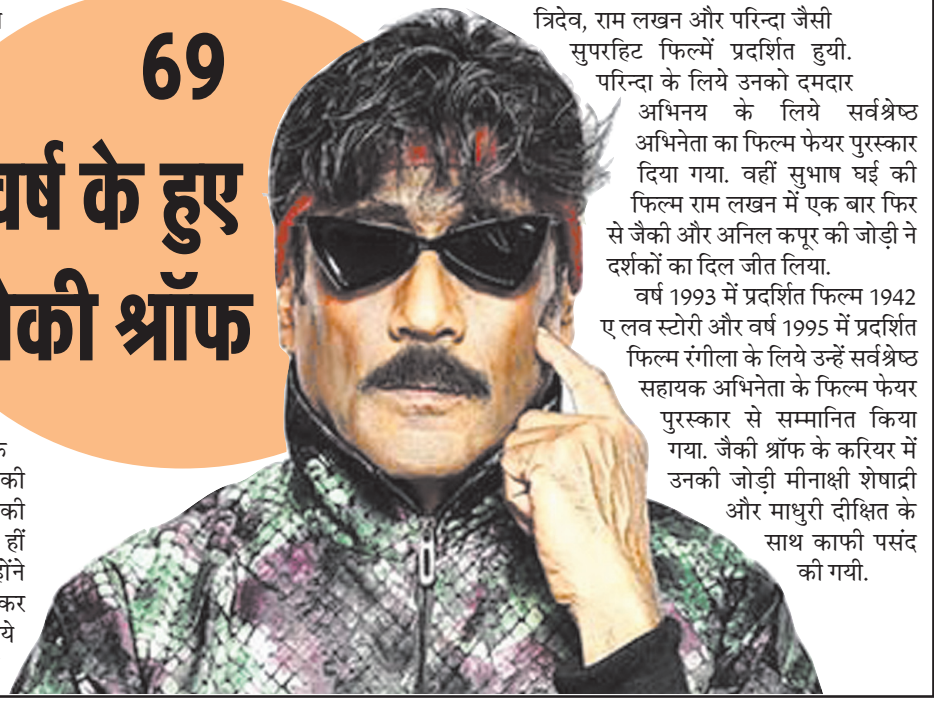 69
वर्ष के हुए
जैकी श्रॉफ
त्रिदेव, राम लखन और परिन्दा जैसी
सुपरहिट फिल्में प्रदर्शित हुयी.
परिन्दा के लिये उनको दमदार
अभिनय के लिये सर्वश्रेष्ठ
अभिनेता का फिल्म फेयर पुरस्कार
दिया गया. वहीं सुभाष घई की
फिल्म राम लखन में एक बार फिर
से जैकी और अनिल कपूर की जोड़ी ने
दर्शकों का दिल जीत लिया.
वर्ष 1993 में प्रदर्शित फिल्म 1942
ए लव स्टोरी और वर्ष 1995 में प्रदर्शित
फिल्म रंगीला के लिये उन्हें सर्वश्रेष्ठ
सहायक अभिनेता के फिल्म फेयर
पुरस्कार से सम्मानित किया
गया. जैकी श्रॉफ के करियर में
उनकी जोड़ी मीनाक्षी शेषाद्री
और माधुरी दीक्षित के
साथ काफी पसंद
की गयी.
की
की
हीं
कर
ये